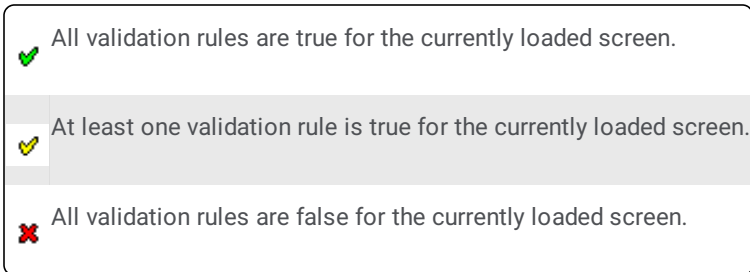 All validation rules are true for the currently loaded screen.
At least one validation rule is true for the currently loaded screen.
All validation rules are false for the currently loaded screen.